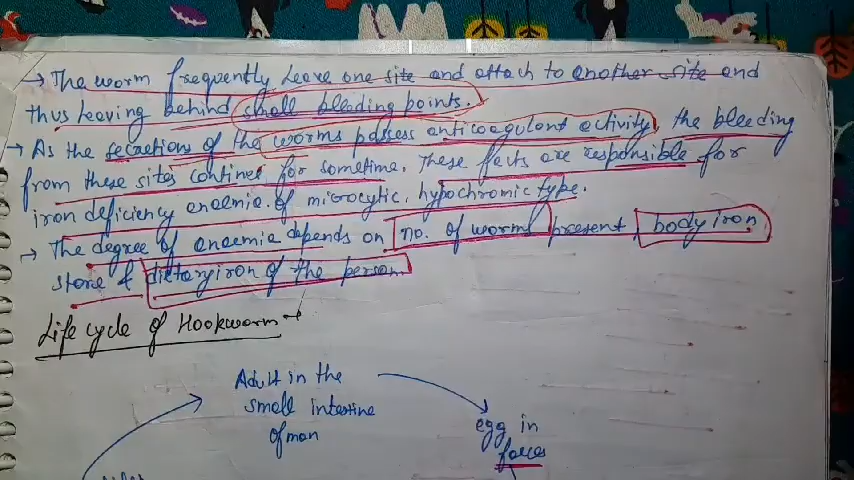 → The worm frequently leave one site and attach to another site and
thus leaving behind small bleeding points.
→ As the secretions of the worms possess anticoagulant activity, the bleeding
from these sites continue for sometime. These facts are responsible for
iron deficiency anaemia of microcytic, hypochromic type.
→ The degree of anaemia depends on no. of worms present, body iron
store & dietary iron of the person.
Life cycle of Hookworm →
Adult in the
small intestine
of man
egg in
faeces